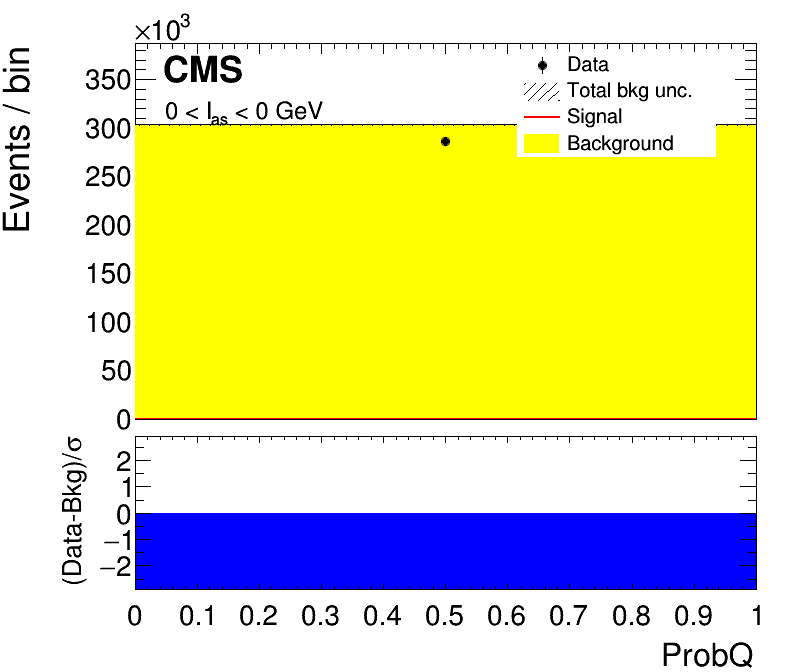 ×10³
Events / bin
350
300
250
200
150
100
50
0
CMS
0 < I_as < 0 GeV
Data
Total bkg unc.
Signal
Background
(Data-Bkg)/σ
2
1
0
−1
−2
0 0.1 0.2 0.3 0.4 0.5 0.6 0.7 0.8 0.9 1
ProbQ